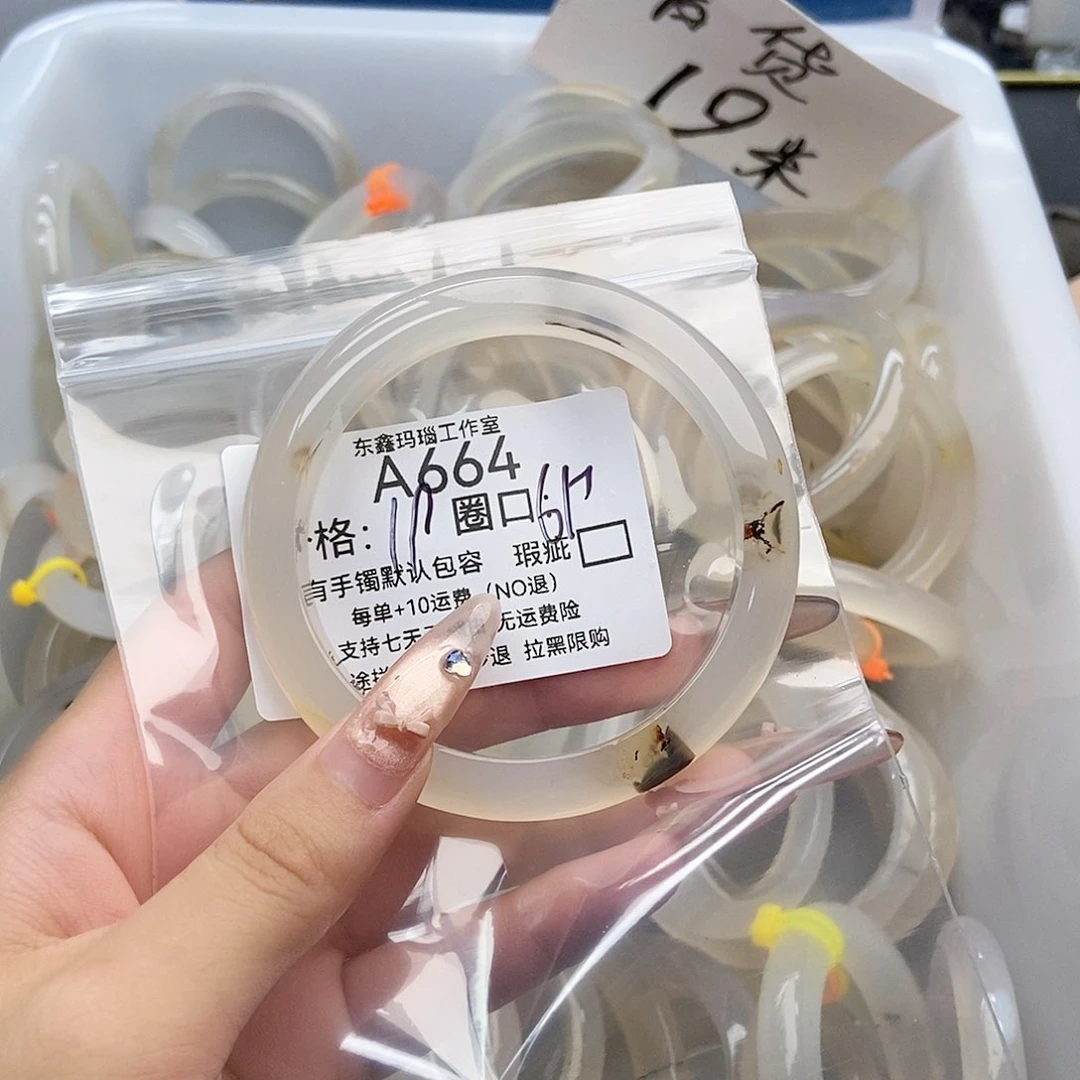 货
19米
东鑫玛瑙工作室
A664
格: 圈口
有手镯默认包容 瑕疵
每单+10运费 (NO退)
支持七天 无运费险
退 拉黑限购